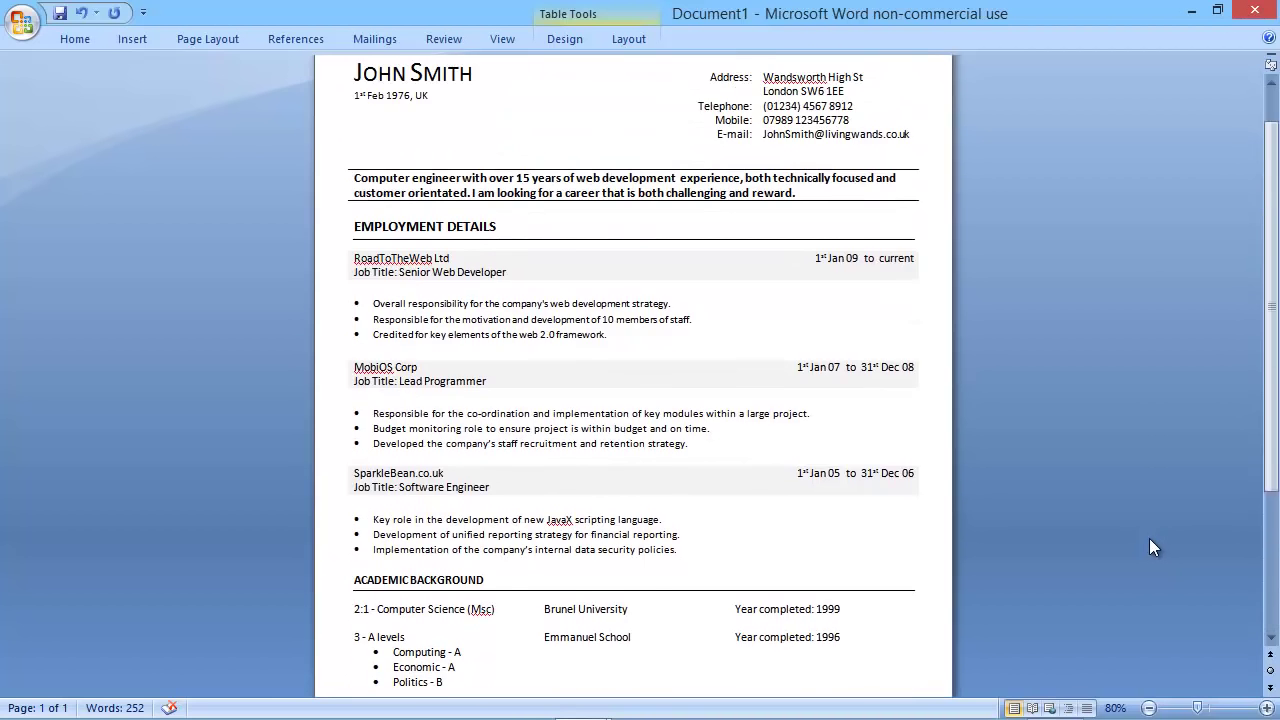 Table Tools
Document1 - Microsoft Word non-commercial use
Home Insert Page Layout References Mailings Review View Design Layout
JOHN SMITH
1st Feb 1976, UK
Address: Wandsworth High St
London SW6 1EE
Telephone: (01234) 4567 8912
Mobile: 07989 123456778
E-mail: JohnSmith@livingwands.co.uk
Computer engineer with over 15 years of web development experience, both technically focused and
customer orientated. I am looking for a career that is both challenging and reward.
EMPLOYMENT DETAILS
RoadToTheWeb Ltd 1st Jan 09 to current
Job Title: Senior Web Developer
• Overall responsibility for the company's web development strategy.
• Responsible for the motivation and development of 10 members of staff.
• Credited for key elements of the web 2.0 framework.
MobiOS Corp 1st Jan 07 to 31st Dec 08
Job Title: Lead Programmer
• Responsible for the co-ordination and implementation of key modules within a large project.
• Budget monitoring role to ensure project is within budget and on time.
• Developed the company's staff recruitment and retention strategy.
SparkleBean.co.uk 1st Jan 05 to 31st Dec 06
Job Title: Software Engineer
• Key role in the development of new JavaX scripting language.
• Development of unified reporting strategy for financial reporting.
• Implementation of the company's internal data security policies.
ACADEMIC BACKGROUND
2:1 - Computer Science (Msc) Brunel University Year completed: 1999
3 - A levels Emmanuel School Year completed: 1996
• Computing - A
• Economic - A
• Politics - B
Page: 1 of 1 Words: 252 80%